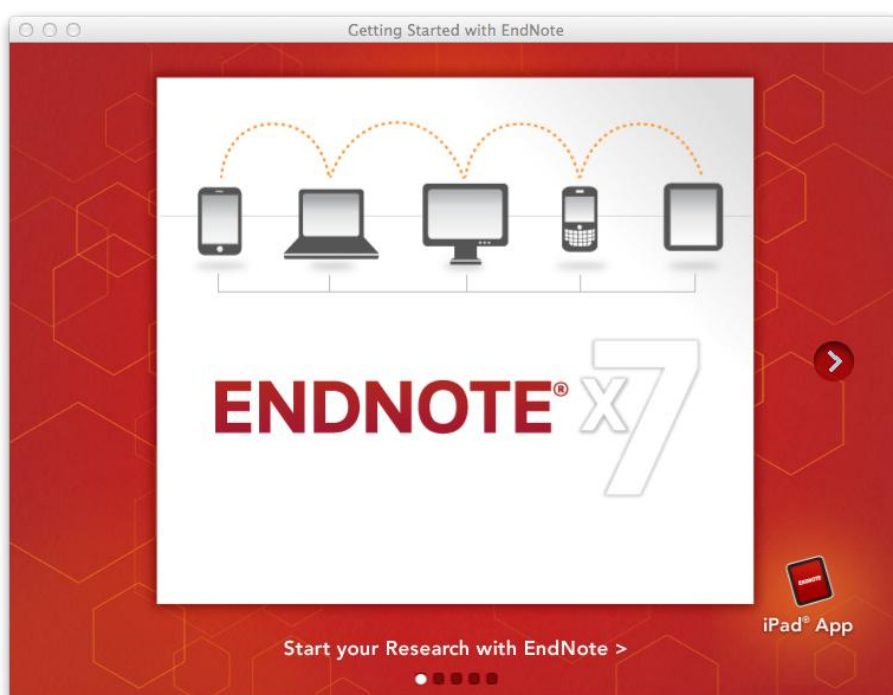 Getting Started with EndNote
ENDNOTE® X7
ENDNOTE
iPad® App
Start your Research with EndNote >